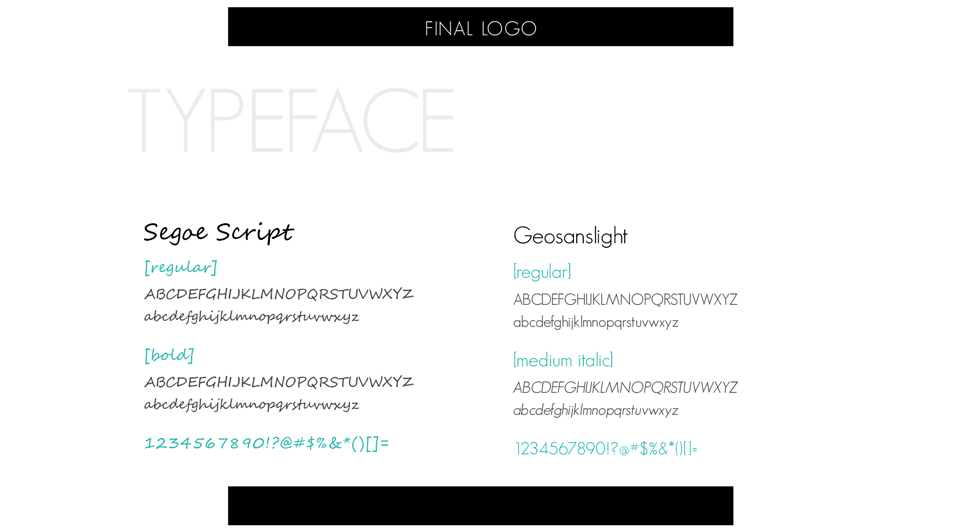 FINAL LOGO
TYPEFACE
Segoe Script
[regular]
ABCDEFGHIJKLMNOPQRSTUVWXYZ
abcdefghijklmnopqrstuvwxyz
[bold]
ABCDEFGHIJKLMNOPQRSTUVWXYZ
abcdefghijklmnopqrstuvwxyz
1234567890!?@#$%&*()[]=
Geosanslight
[regular]
ABCDEFGHIJKLMNOPQRSTUVWXYZ
abcdefghijklmnopqrstuvwxyz
[medium italic]
ABCDEFGHIJKLMNOPQRSTUVWXYZ
abcdefghijklmnopqrstuvwxyz
1234567890!?@#$%&*()[]=